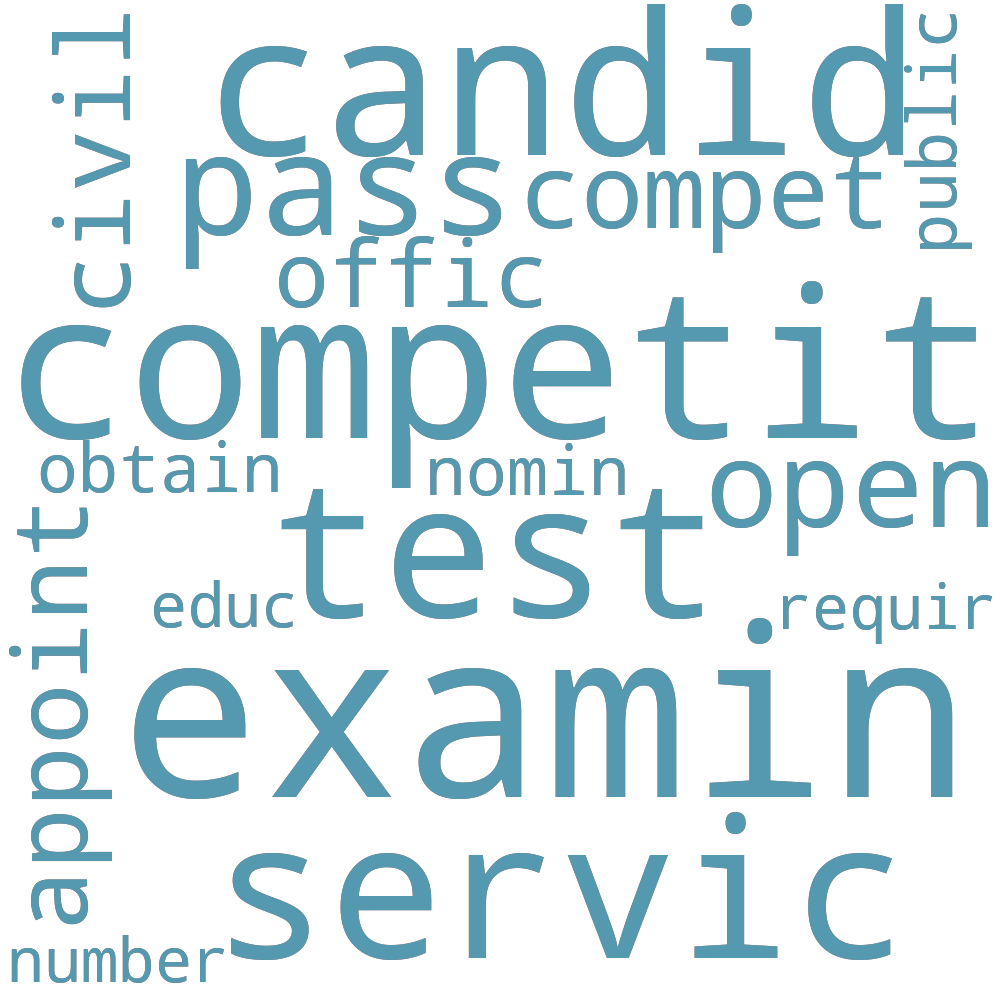 civil
candid
public
pass
compet
offic
competit
obtain
nomin
open
test
appoint
educ
requir
examin
servic
number